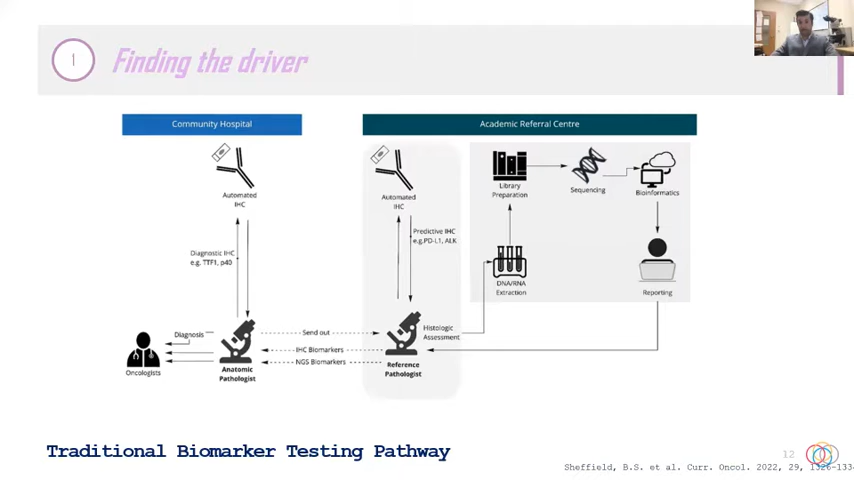 1
Finding the driver
Community Hospital
Academic Referral Centre
Automated
IHC
Automated
IHC
Library
Preparation
Sequencing
Bioinformatics
Diagnostic IHC
e.g. TTF1, p40
Predictive IHC
e.g.PD-L1, ALK
DNA/RNA
Extraction
Reporting
Diagnosis
Send out
Histologic
Assessment
IHC Biomarkers
NGS Biomarkers
Oncologists
Anatomic
Pathologist
Reference
Pathologist
Traditional Biomarker Testing Pathway
12
Sheffield, B.S. et al. Curr. Oncol. 2022, 29, 1326-1334